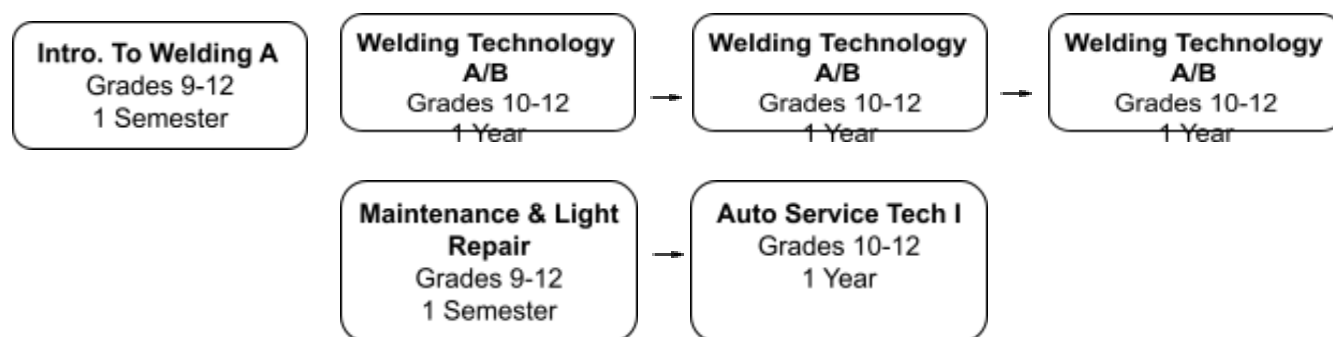 Intro. To Welding A
Grades 9-12
1 Semester
Welding Technology
A/B
Grades 10-12
1 Year
Welding Technology
A/B
Grades 10-12
1 Year
Welding Technology
A/B
Grades 10-12
1 Year
Maintenance & Light
Repair
Grades 9-12
1 Semester
Auto Service Tech I
Grades 10-12
1 Year